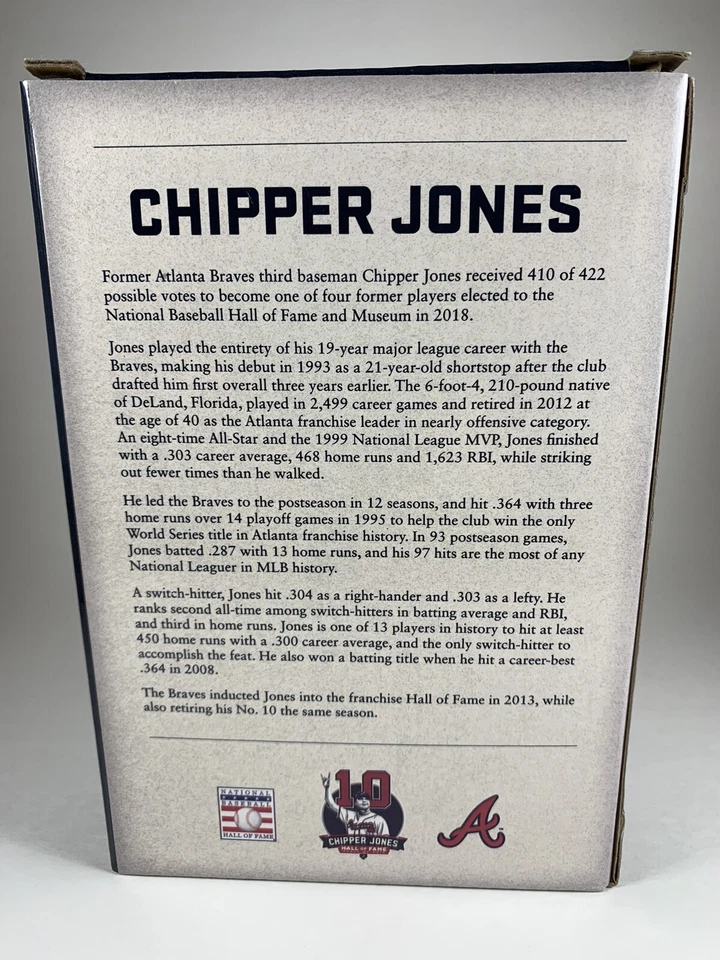 CHIPPER JONES
Former Atlanta Braves third baseman Chipper Jones received 410 of 422
possible votes to become one of four former players elected to the
National Baseball Hall of Fame and Museum in 2018.
Jones played the entirety of his 19-year major league career with the
Braves, making his debut in 1993 as a 21-year-old shortstop after the club
drafted him first overall three years earlier. The 6-foot-4, 210-pound native
of DeLand, Florida, played in 2,499 career games and retired in 2012 at
the age of 40 as the Atlanta franchise leader in nearly offensive category.
An eight-time All-Star and the 1999 National League MVP, Jones finished
with a .303 career average, 468 home runs and 1,623 RBI, while striking
out fewer times than he walked.
He led the Braves to the postseason in 12 seasons, and hit .364 with three
home runs over 14 playoff games in 1995 to help the club win the only
World Series title in Atlanta franchise history. In 93 postseason games,
Jones batted .287 with 13 home runs, and his 97 hits are the most of any
National Leaguer in MLB history.
A switch-hitter, Jones hit .304 as a right-hander and .303 as a lefty. He
ranks second all-time among switch-hitters in batting average and RBI,
and third in home runs. Jones is one of 13 players in history to hit at least
450 home runs with a .300 career average, and the only switch-hitter to
accomplish the feat. He also won a batting title when he hit a career-best
.364 in 2008.
The Braves inducted Jones into the franchise Hall of Fame in 2013, while
also retiring his No. 10 the same season.
NATIONAL
BASEBALL
HALL OF FAME
10
CHIPPER JONES
HALL OF FAME
A